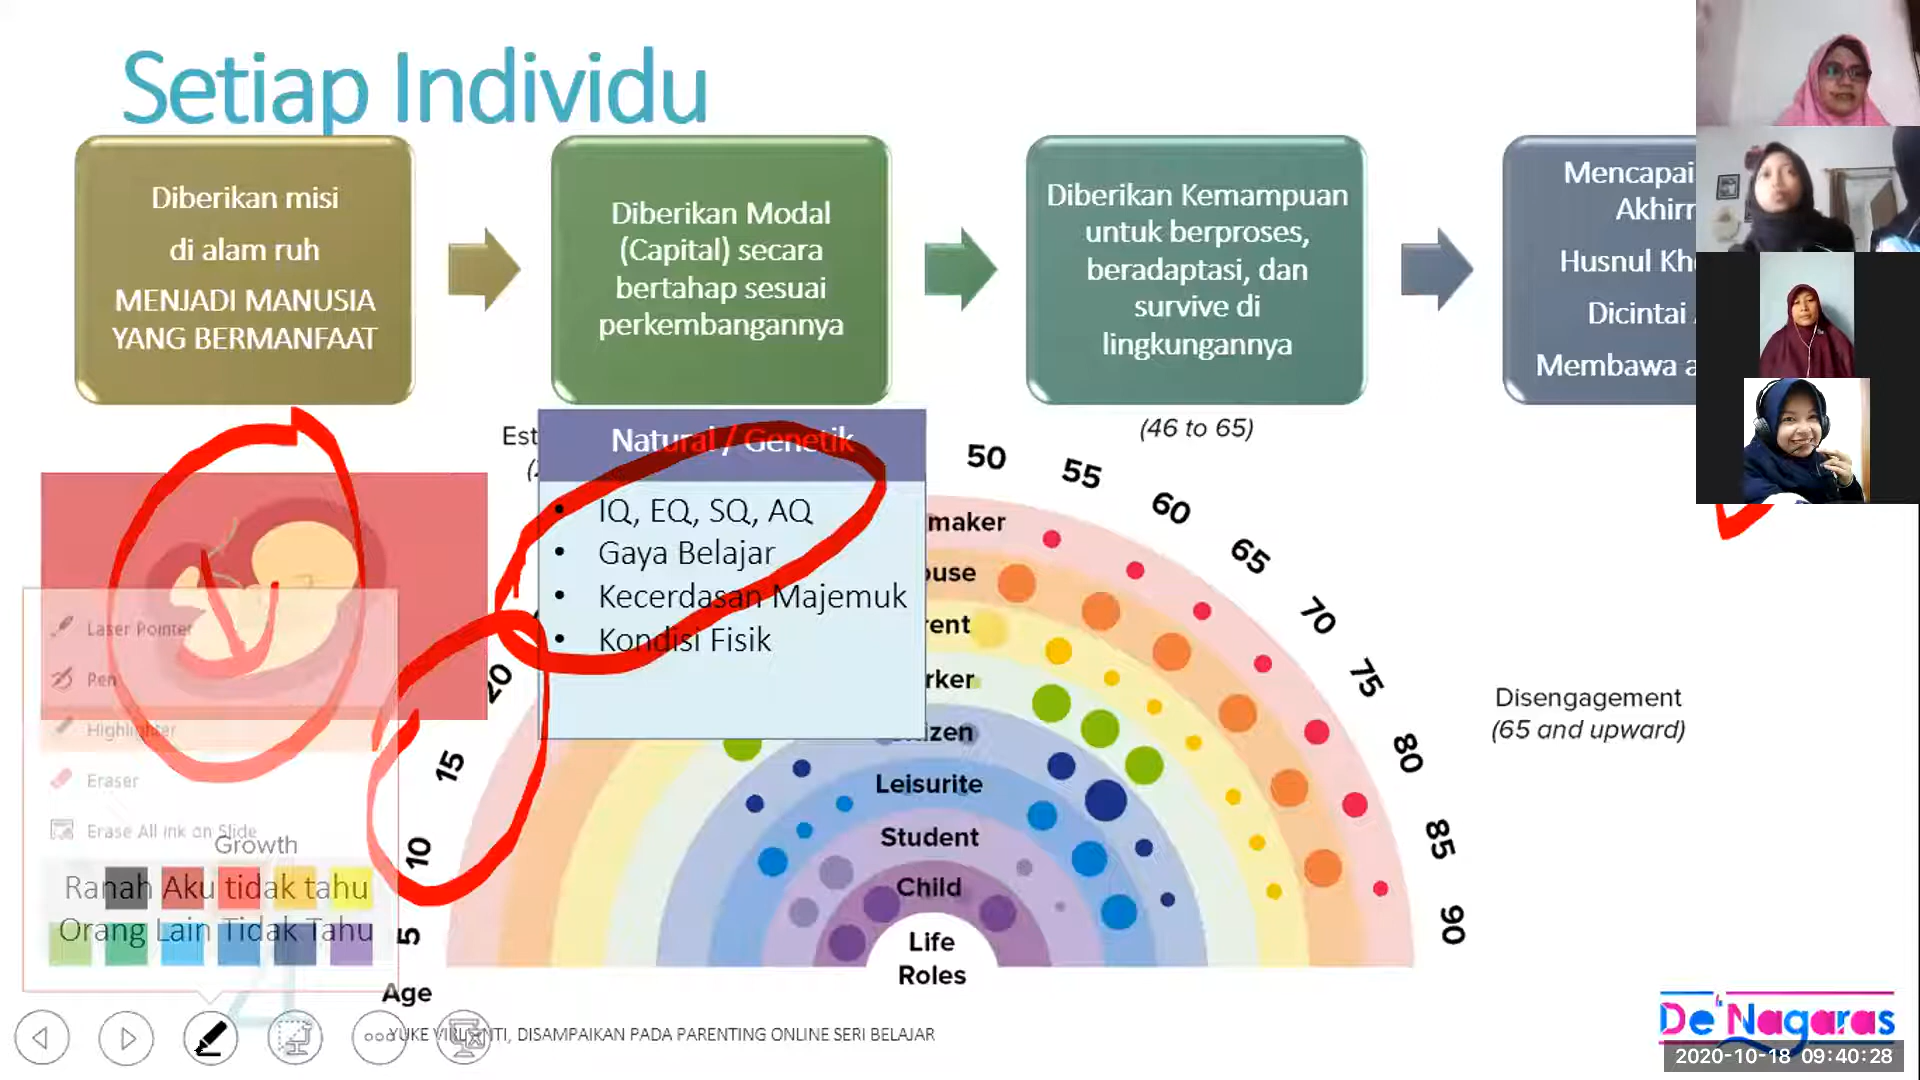 Setiap Individu
Diberikan misi
di alam ruh
MENJADI MANUSIA
YANG BERMANFAAT
Diberikan Modal
(Capital) secara
bertahap sesuai
perkembangannya
Diberikan Kemampuan
untuk berproses,
beradaptasi, dan
survive di
lingkungannya
Mencapai
Akhir
Husnul Kh
Dicintai
Membawa a
(46 to 65)
Est
Natural / Genetik
• IQ, EQ, SQ, AQ
• Gaya Belajar
• Kecerdasan Majemuk
• Kondisi Fisik
50
55
60
65
70
75
80
85
90
20
15
10
5
Age
maker
ouse
rent
rker
izen
Leisurite
Student
Child
Life
Roles
Disengagement
(65 and upward)
Laser Pointer
Pen
Highlighter
Eraser
Erase All Ink on Slide
Growth
Ranah Aku tidak tahu
Orang Lain Tidak Tahu
NTI, DISAMPAIKAN PADA PARENTING ONLINE SERI BELAJAR
De'Nagaras
2020-10-18 09:40:28